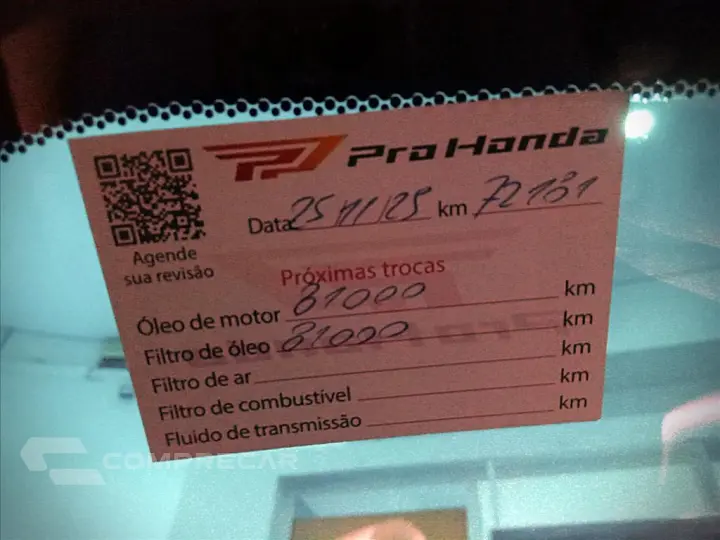 Pro Honda
Data 25/11/25 km 72181
Agende
sua revisão
Próximas trocas
Óleo de motor 81000 km
Filtro de óleo 81000 km
Filtro de ar km
Filtro de combustível km
Fluido de transmissão km
COMPRECAR